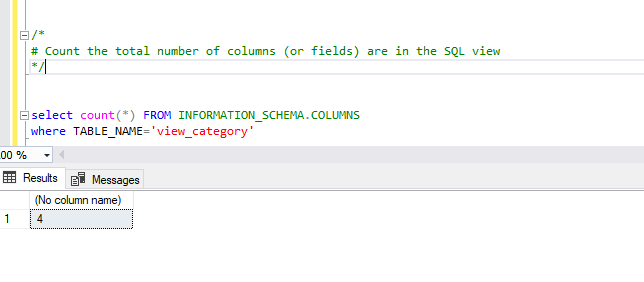 /*
# Count the total number of columns (or fields) are in the SQL view
*/
select count(*) FROM INFORMATION_SCHEMA.COLUMNS
where TABLE_NAME='view_category'
00 %
Results Messages
(No column name)
1 4